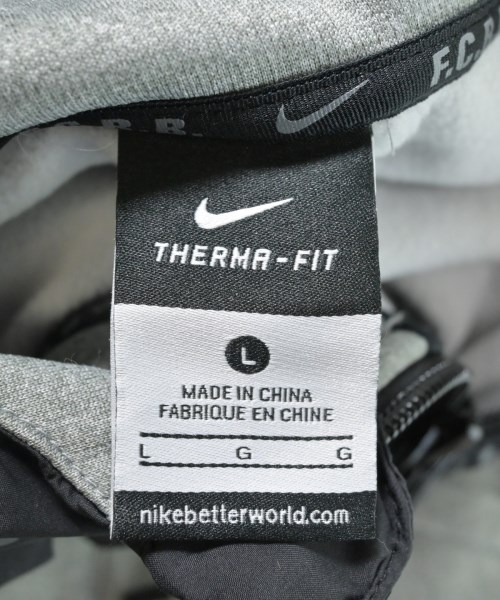 F.C.R.B.
F.C.R.
THERMA-FIT
L
MADE IN CHINA
FABRIQUE EN CHINE
L G G
nikebetterworld.com